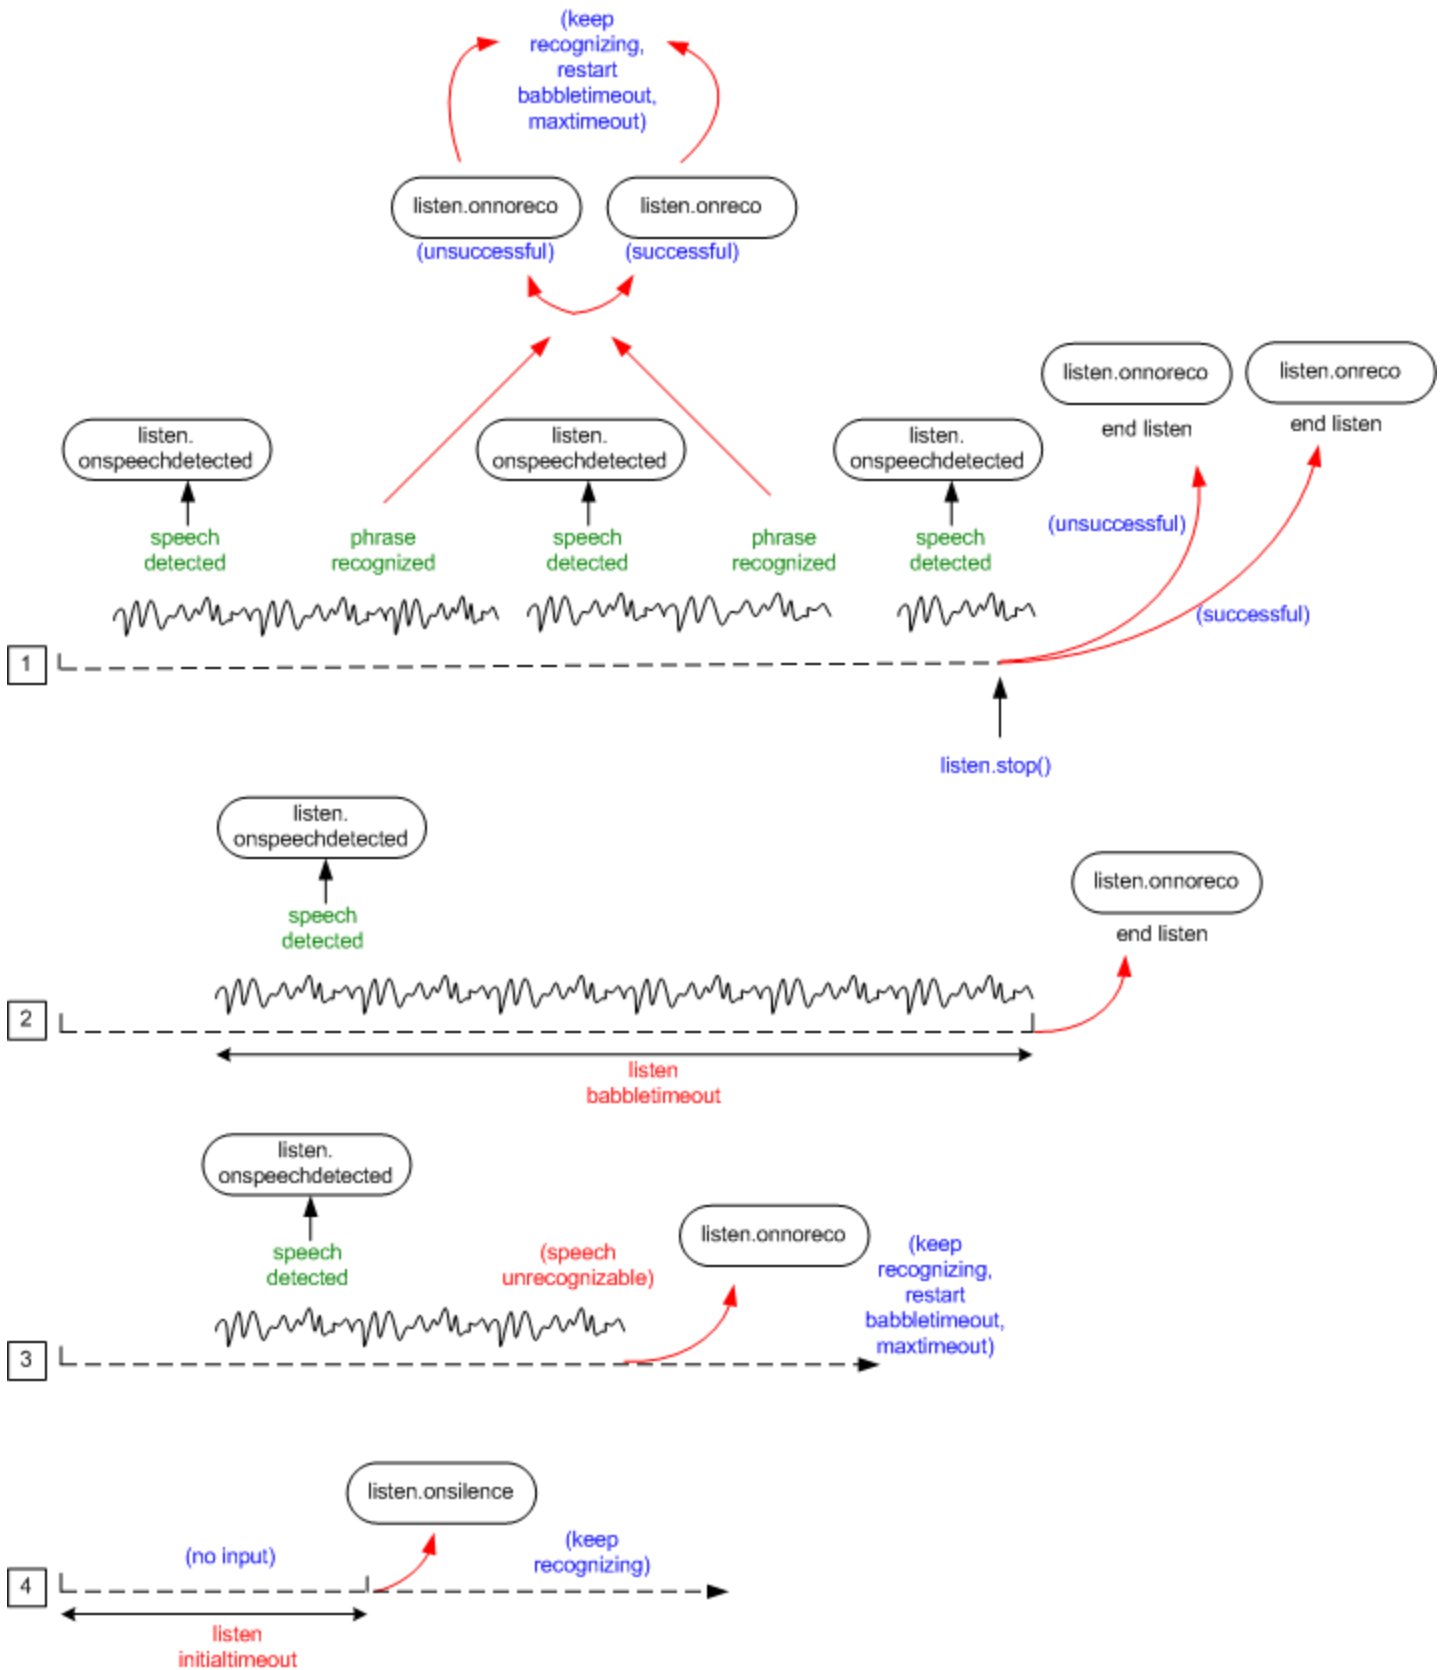 (keep
recognizing,
restart
babbletimeout,
maxtimeout)
listen.onnoreco
listen.onreco
(unsuccessful)
(successful)
listen.onnoreco
listen.onreco
end listen
end listen
listen.
onspeechdetected
listen.
onspeechdetected
listen.
onspeechdetected
speech
detected
phrase
recognized
speech
detected
phrase
recognized
speech
detected
(unsuccessful)
(successful)
1
listen.stop()
listen.
onspeechdetected
speech
detected
listen.onnoreco
end listen
2
listen
babbletimeout
listen.
onspeechdetected
speech
detected
(speech
unrecognizable)
listen.onnoreco
(keep
recognizing,
restart
babbletimeout,
maxtimeout)
3
listen.onsilence
(no input)
(keep
recognizing)
4
listen
initialtimeout